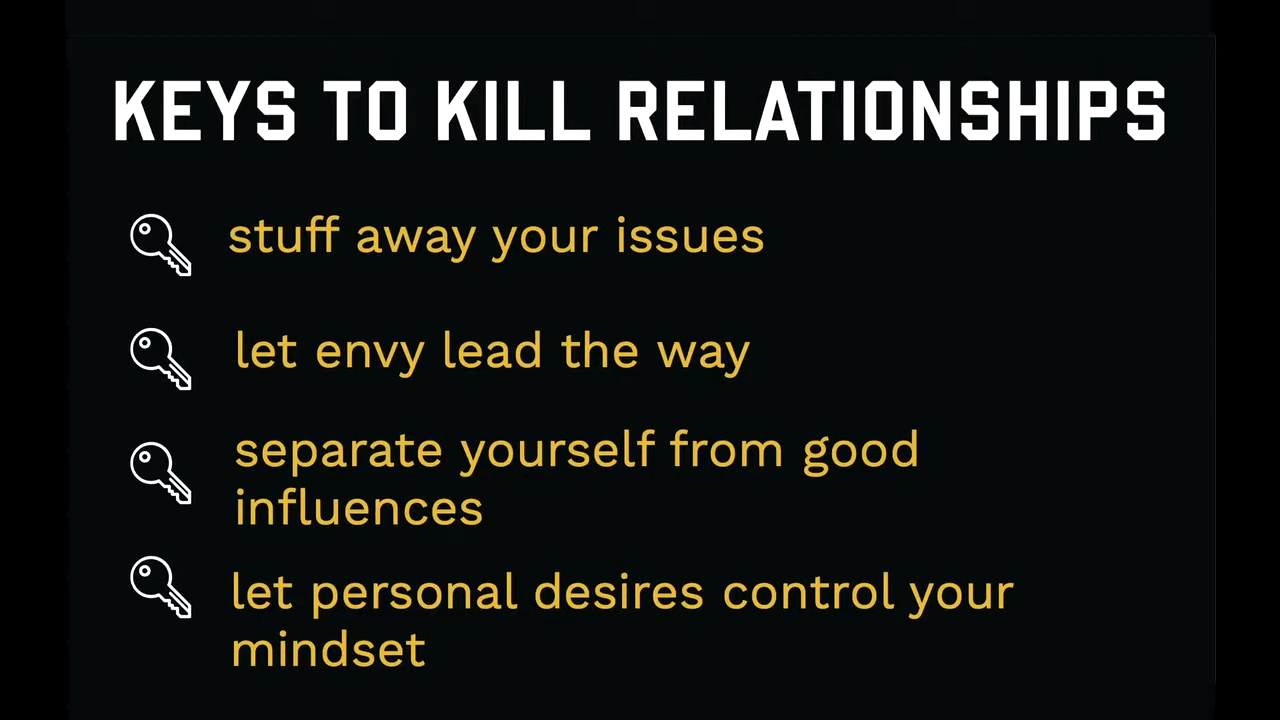 KEYS TO KILL RELATIONSHIPS
stuff away your issues
let envy lead the way
separate yourself from good
influences
let personal desires control your
mindset